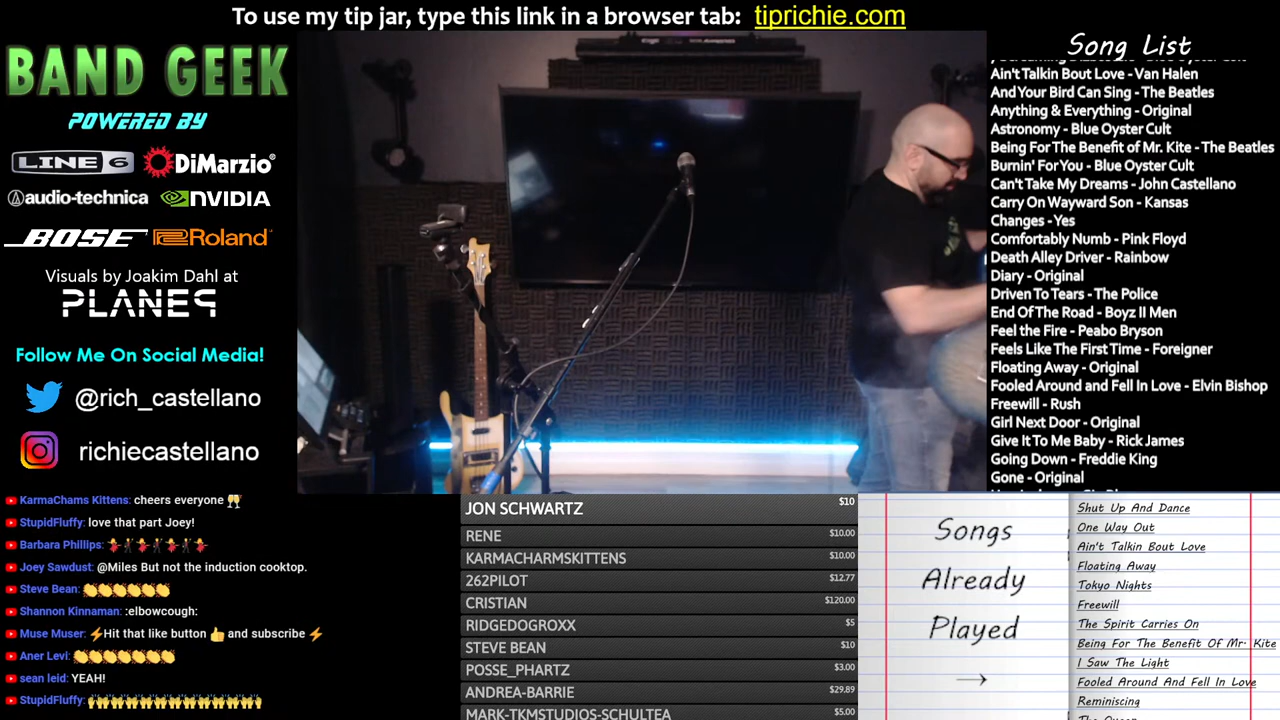 To use my tip jar, type this link in a browser tab: tiprichie.com
BAND GEEK
POWERED BY
LINE 6
DiMarzio
audio-technica
NVIDIA
BOSE
Roland
Visuals by Joakim Dahl at
PLANE9
Follow Me On Social Media!
@rich_castellano
richiecastellano
KarmaChams Kittens: cheers everyone 🥂
StupidFluffy: love that part Joey!
Barbara Phillips: 💃🕺💃🕺💃🕺💃
Joey Sawdust: @Miles But not the induction cooktop.
Steve Bean: 👏👏👏👏👏👏
Shannon Kinnaman: :elbowcough:
Muse Muser: ⚡Hit that like button 👍 and subscribe ⚡
Aner Levi: 👏👏👏👏👏👏👏
sean leid: YEAH!
StupidFluffy: 🙌🙌🙌🙌🙌🙌🙌🙌🙌🙌🙌🙌
JON SCHWARTZ $10
RENE $10.00
KARMACHARMSKITTENS $10.00
262PILOT $12.77
CRISTIAN $120.00
RIDGEDOGROXX $5
STEVE BEAN $10
POSSE_PHARTZ $3.00
ANDREA-BARRIE $29.89
MARK-TKMSTUDIOS-SCHULTEA $5.00
Song List
Ain't Talkin Bout Love - Van Halen
And Your Bird Can Sing - The Beatles
Anything & Everything - Original
Astronomy - Blue Oyster Cult
Being For The Benefit of Mr. Kite - The Beatles
Burnin' For You - Blue Oyster Cult
Can't Take My Dreams - John Castellano
Carry On Wayward Son - Kansas
Changes - Yes
Comfortably Numb - Pink Floyd
Death Alley Driver - Rainbow
Diary - Original
Driven To Tears - The Police
End Of The Road - Boyz II Men
Feel the Fire - Peabo Bryson
Feels Like The First Time - Foreigner
Floating Away - Original
Fooled Around and Fell In Love - Elvin Bishop
Freewill - Rush
Girl Next Door - Original
Give It To Me Baby - Rick James
Going Down - Freddie King
Gone - Original
Songs
Already
Played
→
Shut Up And Dance
One Way Out
Ain't Talkin Bout Love
Floating Away
Tokyo Nights
Freewill
The Spirit Carries On
Being For The Benefit Of Mr. Kite
I Saw The Light
Fooled Around And Fell In Love
Reminiscing